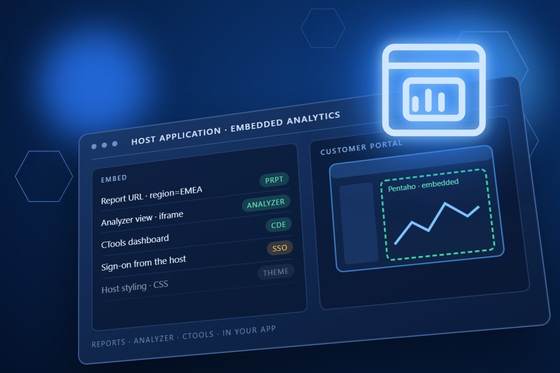 HOST APPLICATION · EMBEDDED ANALYTICS
EMBED
Report URL · region=EMEA PRPT
Analyzer view · iframe ANALYZER
CTools dashboard CDE
Sign-on from the host SSO
Host styling · CSS THEME
CUSTOMER PORTAL
Pentaho · embedded
REPORTS · ANALYZER · CTOOLS · IN YOUR APP